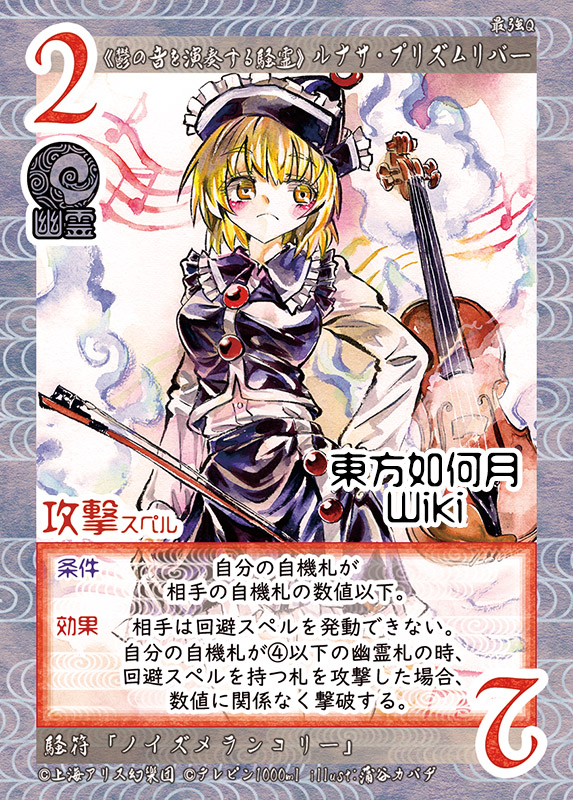 最強Q
2
《鬱の音を演奏する騒霊》ルナサ・プリズムリバー
幽霊
東方如何月
Wiki
攻撃スペル
条件
自分の自機札が
相手の自機札の数値以下。
効果
相手は回避スペルを発動できない。
自分の自機札が④以下の幽霊札の時、
回避スペルを持つ札を攻撃した場合、
数値に関係なく撃破する。
2
騒符「ノイズメランコリー」
©上海アリス幻樂団 ©テレピン1000ml illust:蒲谷カバヂ